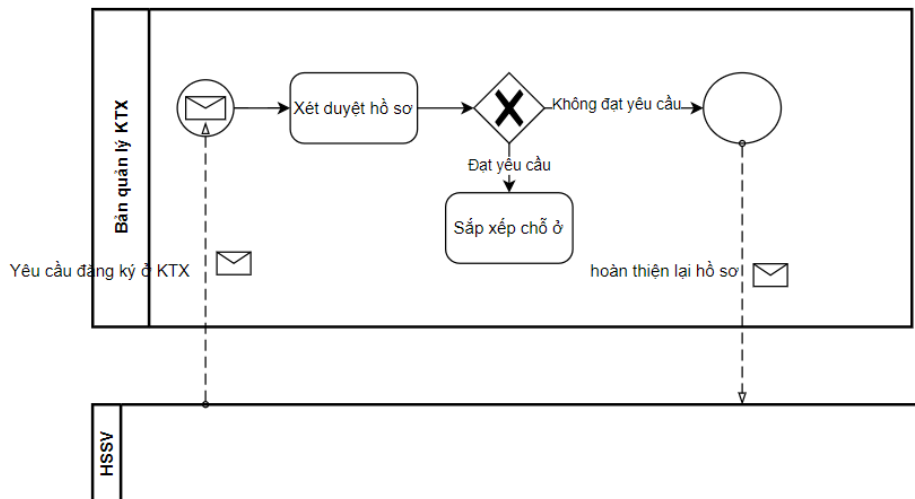 Bản quản lý KTX
Xét duyệt hồ sơ
Không đạt yêu cầu
Đạt yêu cầu
Sắp xếp chỗ ở
Yêu cầu đăng ký ở KTX
hoàn thiện lại hồ sơ
HSSV